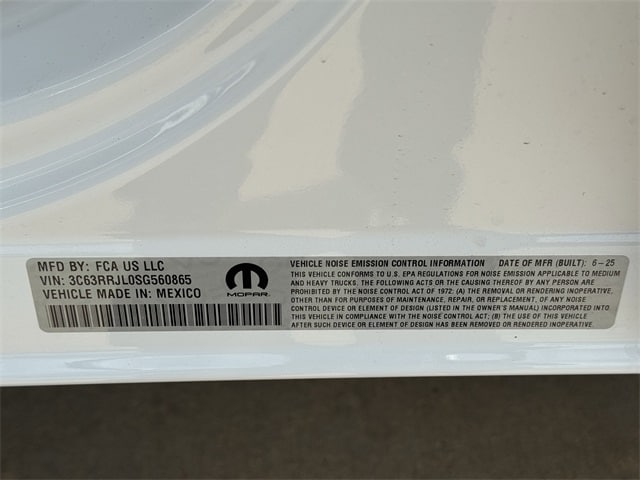 MFD BY: FCA US LLC
VIN: 3C63RRJL0SG560865
VEHICLE MADE IN: MEXICO
MOPAR.
VEHICLE NOISE EMISSION CONTROL INFORMATION DATE OF MFR (BUILT): 6-25
THIS VEHICLE CONFORMS TO U.S. EPA REGULATIONS FOR NOISE EMISSION APPLICABLE TO MEDIUM
AND HEAVY TRUCKS. THE FOLLOWING ACTS OR THE CAUSING THEREOF BY ANY PERSON ARE
PROHIBITED BY THE NOISE CONTROL ACT OF 1972: (A) THE REMOVAL OR RENDERING INOPERATIVE,
OTHER THAN FOR PURPOSES OF MAINTENANCE, REPAIR, OR REPLACEMENT, OF ANY NOISE
CONTROL DEVICE OR ELEMENT OF DESIGN (LISTED IN THE OWNER'S MANUAL) INCORPORATED INTO
THIS VEHICLE IN COMPLIANCE WITH THE NOISE CONTROL ACT; (B) THE USE OF THIS VEHICLE
AFTER SUCH DEVICE OR ELEMENT OF DESIGN HAS BEEN REMOVED OR RENDERED INOPERATIVE.